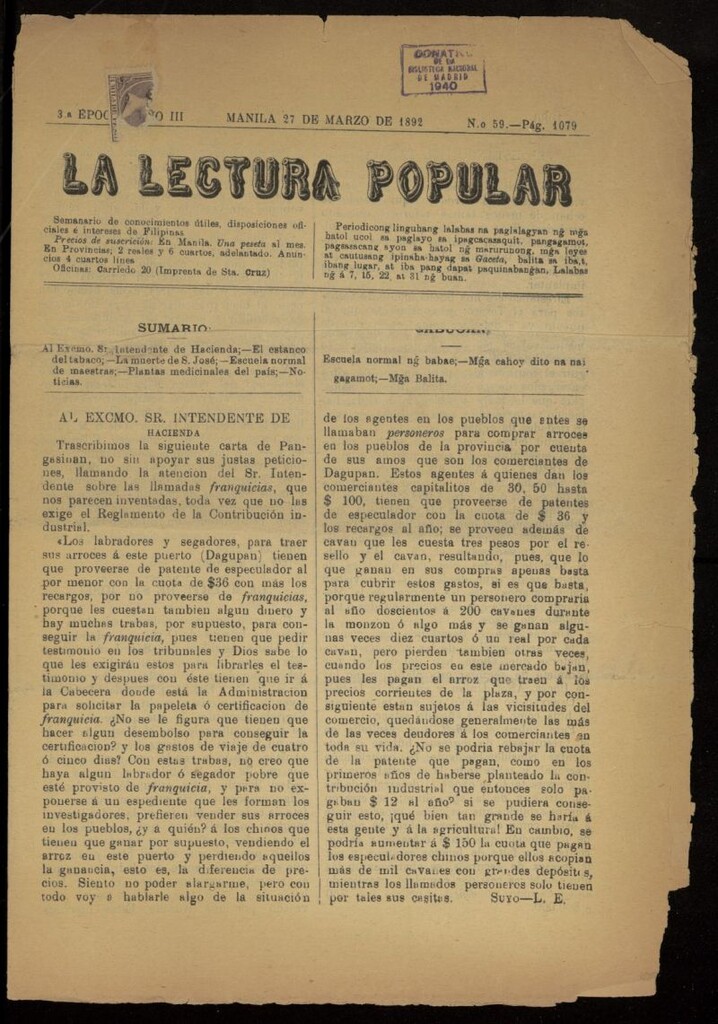 DONATIVO
DE LA
BIBLIOTECA NACIONAL
DE MADRID
1940
3.a ÉPOC
O III
MANILA 27 DE MARZO DE 1892
N.o 59.—Pág. 1079
LA LECTURA POPULAR
Semanario de conocimientos útiles, disposiciones ofi-
ciales e intereses de Filipinas
Precios de suscrición: En Manila. Una peseta al mes.
En Provincias; 2 reales y 6 cuartos, adelantado. Anun-
cios 4 cuartos línea
Oficinas: Carriedo 20 (Imprenta de Sta. Cruz)
Periodicong linguhang lalabas na paglalagyan ng̃ mga
hatol ucol sa paglayo sa ipagcacasaquit, pangagamot,
pagsasacang ayon sa hatol ng̃ marurunong, mg̃a leyes
at cautusang ipinaha-hayag sa Gaceta, balita sa iba,t,
ibang lugar, at iba pang dapat paquinabang̃an. Lalabas
ng̃ á 7, 15, 22, at 31 ng̃ buan.
SUMARIO
Al Excmo. Sr. Intendente de Hacienda;—El estanco
del tabaco;—La muerte de S. José;—Escuela normal
de maestras;—Plantas medicinales del país;—No-
ticias.
Escuela normal ng̃ babae;—Mg̃a cahoy dito na na
gagamot;—Mg̃a Balita.
AL EXCMO. SR. INTENDENTE DE
HACIENDA
Trascribimos la siguiente carta de Pan-
gasinan, no sin apoyar sus justas peticio-
nes, llamando la atencion del Sr. Inten-
dente sobre las llamadas franquicias, que
nos parecen inventadas, toda vez que no las
exige el Reglamento de la Contribución in-
dustrial.
«Los labradores y segadores, para traer
sus arroces á este puerto (Dagupan) tienen
que proveerse de patente de especulador al
por menor con la cuota de $36 con más los
recargos, por no proveerse de franquicias,
porque les cuestan tambien algun dinero y
hay muchas trabas, por supuesto, para con-
seguir la franquicia, pues tienen que pedir
testimonio en los tribunales y Dios sabe lo
que les exigirán estos para librarles el tes-
timonio y despues con éste tienen que ir á
la Cabecera donde está la Administracion
para solicitar la papeleta ó certificacion de
franquicia. ¿No se le figura que tienen que
hacer algun desembolso para conseguir la
certificacion? y los gastos de viaje de cuatro
ó cinco dias? Con estas trabas, no creo que
haya algun labrador ó segador pobre que
esté provisto de franquicia, y para no ex-
ponerse á un espediente que les forman los
investigadores, prefieren vender sus arroces
en los pueblos, ¿y a quién? á los chinos que
tienen que ganar por supuesto, vendiendo el
arroz en este puerto y perdiendo aquellos
la ganancia, esto es, la diferencia de pre-
cios. Siento no poder alargarme, pero con
todo voy a hablarle algo de la situación
de los agentes en los pueblos que antes se
llamaban personeros para comprar arroces
en los pueblos de la provincia por cuenta
de sus amos que son los comerciantes de
Dagupan. Estos agentes á quienes dan los
comerciantes capitalitos de 30, 50 hasta
$ 100, tienen que proveerse de patentes
de especulador con la cuota de $ 36 y
los recargos al año; se proveen además de
cavan que les cuesta tres pesos por el re-
sello y el cavan, resultando, pues, que lo
que ganan en sus compras apenas basta
para cubrir estos gastos, si es que basta,
porque regularmente un personero compraria
al año doscientos á 200 cavanes durante
la monzon ó algo más y se ganan algu-
nas veces diez cuartos ó un real por cada
cavan, pero pierden tambien otras veces,
cuando los precios en este mercado bajan,
pues les pagan el arroz que traen á los
precios corrientes de la plaza, y por con-
siguiente estan sujetos á las vicisitudes del
comercio, quedándose generalmente las más
de las veces deudores á los comerciantes en
toda su vida. ¿No se podria rebajar la cuota
de la patente que pagan, como en los
primeros años de haberse planteado la con-
tribución industrial que entonces solo pa-
gaban $ 12 al año? si se pudiera conse-
guir esto, ¡qué bien tan grande se haría á
esta gente y á la agricultura! En cambio, se
podría aumentar á $ 150 la cuota que pagan
los especuladores chinos porque ellos acopian
más de mil cavanes con grandes depósitos,
mientras los llamados personeros solo tienen
por tales sus casitas. SUYO—L. E.